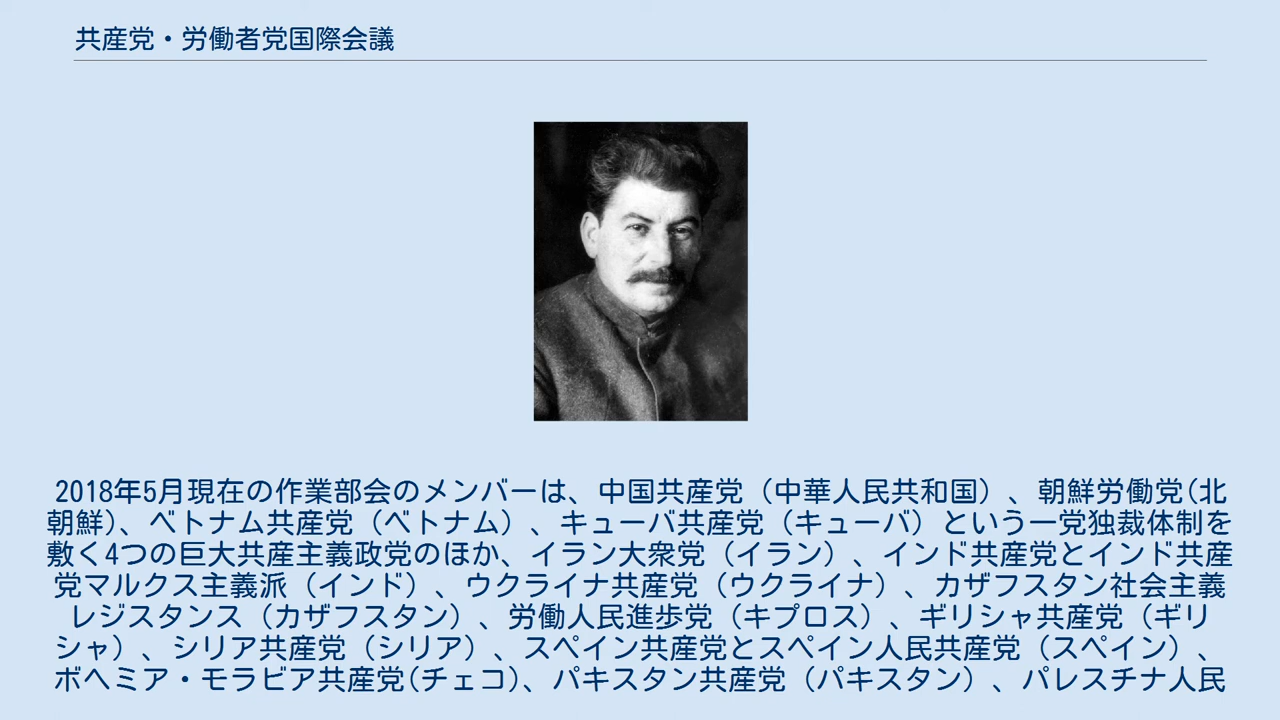 共産党・労働者党国際会議
2018年5月現在の作業部会のメンバーは、中国共産党（中華人民共和国）、朝鮮労働党(北
朝鮮)、ベトナム共産党（ベトナム）、キューバ共産党（キューバ）という一党独裁体制を
敷く4つの巨大共産主義政党のほか、イラン大衆党（イラン）、インド共産党とインド共産
党マルクス主義派（インド）、ウクライナ共産党（ウクライナ）、カザフスタン社会主義
レジスタンス（カザフスタン）、労働人民進歩党（キプロス）、ギリシャ共産党（ギリ
シャ）、シリア共産党（シリア）、スペイン共産党とスペイン人民共産党（スペイン）、
ボヘミア・モラビア共産党(チェコ)、パキスタン共産党（パキスタン）、パレスチナ人民